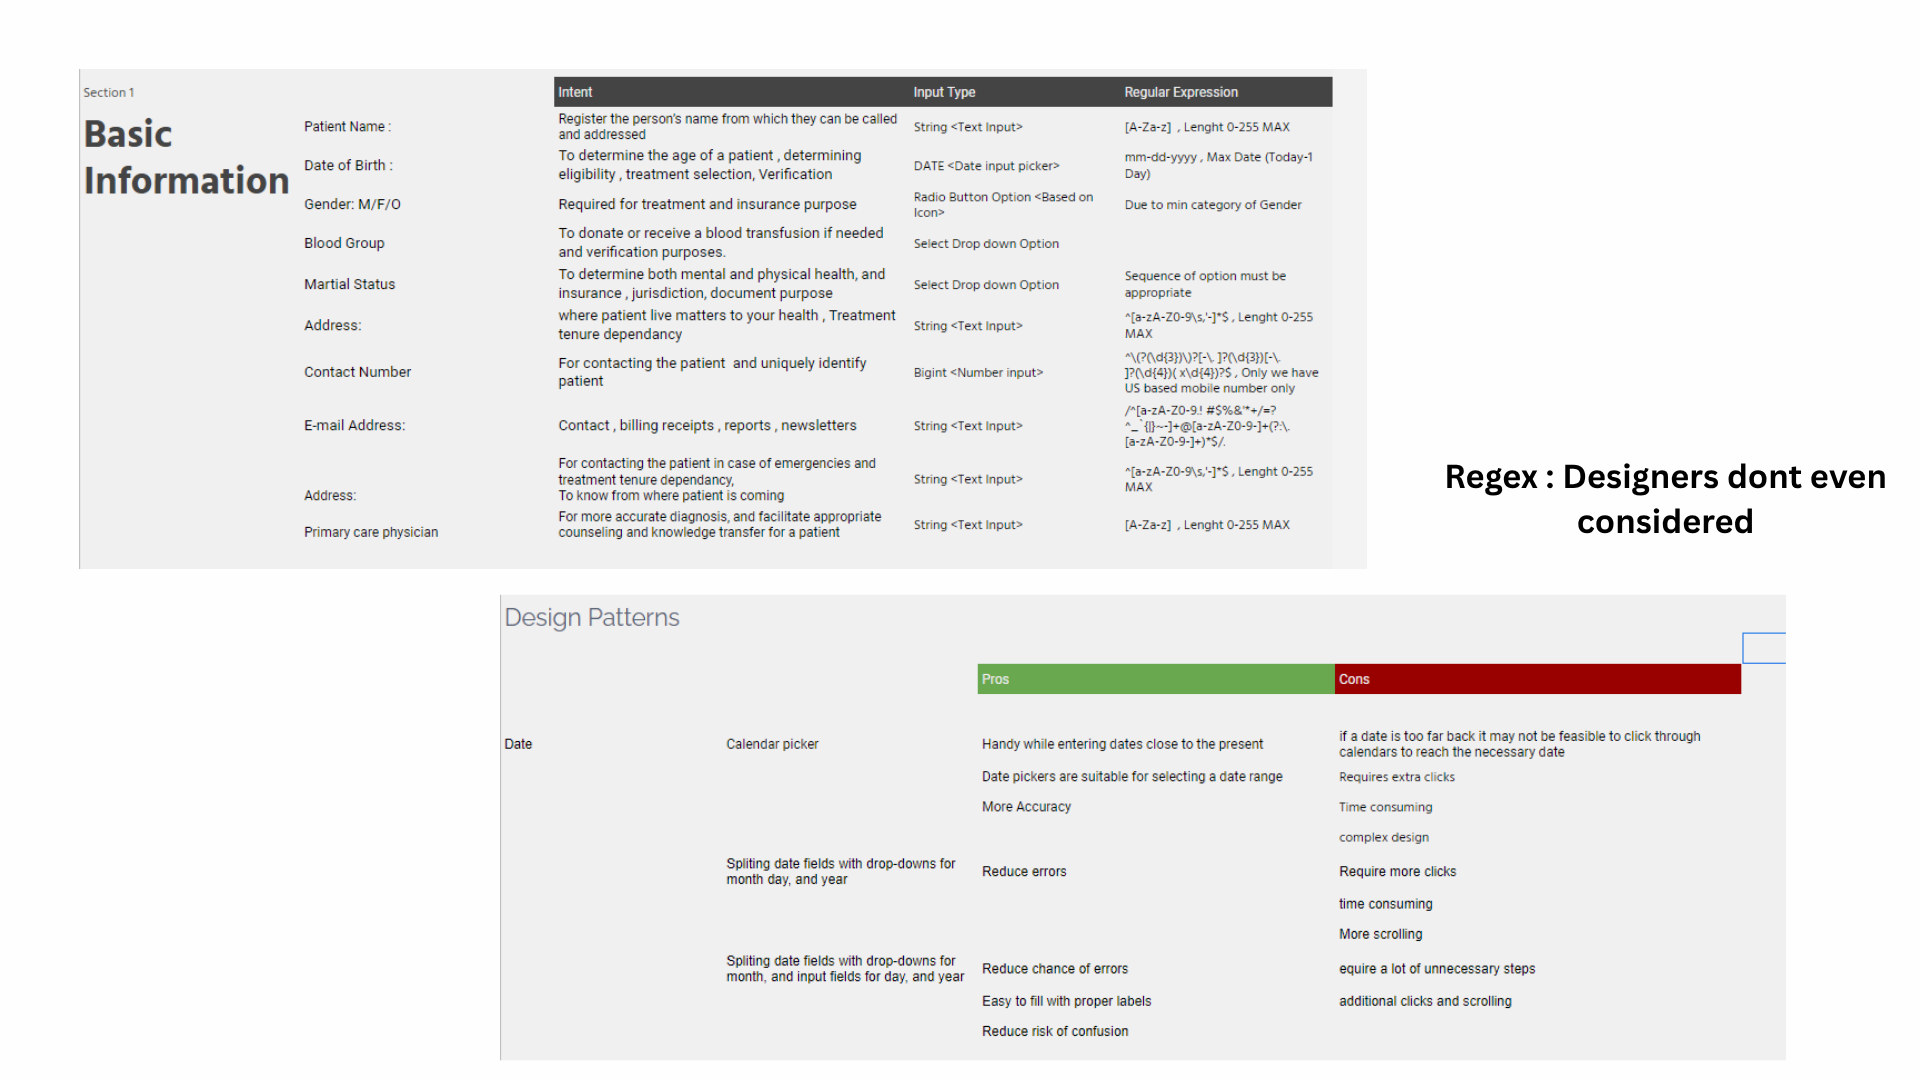 Section 1
Intent
Input Type
Regular Expression
Basic
Information
Patient Name :
Register the person's name from which they can be called
and addressed
String <Text Input>
[A-Za-z] , Lenght 0-255 MAX
Date of Birth :
To determine the age of a patient , determining
eligibility , treatment selection, Verification
DATE <Date input picker>
mm-dd-yyyy , Max Date (Today-1
Day)
Gender: M/F/O
Required for treatment and insurance purpose
Radio Button Option <Based on
Icon>
Due to min category of Gender
Blood Group
To donate or receive a blood transfusion if needed
and verification purposes.
Select Drop down Option
Martial Status
To determine both mental and physical health, and
insurance , jurisdiction, document purpose
Select Drop down Option
Sequence of option must be
appropriate
Address:
where patient live matters to your health , Treatment
tenure dependancy
String <Text Input>
^[a-zA-Z0-9\s,'-]*$ , Lenght 0-255
MAX
Contact Number
For contacting the patient  and uniquely identify
patient
Bigint <Number input>
^\(?(\d{3})\)?[-\. ]?(\d{3})[-\.
]?(\d{4})( x\d{4})?$ , Only we have
US based mobile number only
E-mail Address:
Contact , billing receipts , reports , newsletters
String <Text Input>
/^[a-zA-Z0-9.! #$%&'*+/=?
^_`{|}~-]+@[a-zA-Z0-9-]+(?:\.
[a-zA-Z0-9-]+)*$/.
Address:
For contacting the patient in case of emergencies and
treatment tenure dependancy,
To know from where patient is coming
String <Text Input>
^[a-zA-Z0-9\s,'-]*$ , Lenght 0-255
MAX
Primary care physician
For more accurate diagnosis, and facilitate appropriate
counseling and knowledge transfer for a patient
String <Text Input>
[A-Za-z] , Lenght 0-255 MAX
Regex : Designers dont even
considered
Design Patterns
Pros
Cons
Date
Calendar picker
Handy while entering dates close to the present
if a date is too far back it may not be feasible to click through
calendars to reach the necessary date
Date pickers are suitable for selecting a date range
Requires extra clicks
More Accuracy
Time consuming
complex design
Spliting date fields with drop-downs for
month day, and year
Reduce errors
Require more clicks
time consuming
More scrolling
Spliting date fields with drop-downs for
month, and input fields for day, and year
Reduce chance of errors
equire a lot of unnecessary steps
Easy to fill with proper labels
additional clicks and scrolling
Reduce risk of confusion